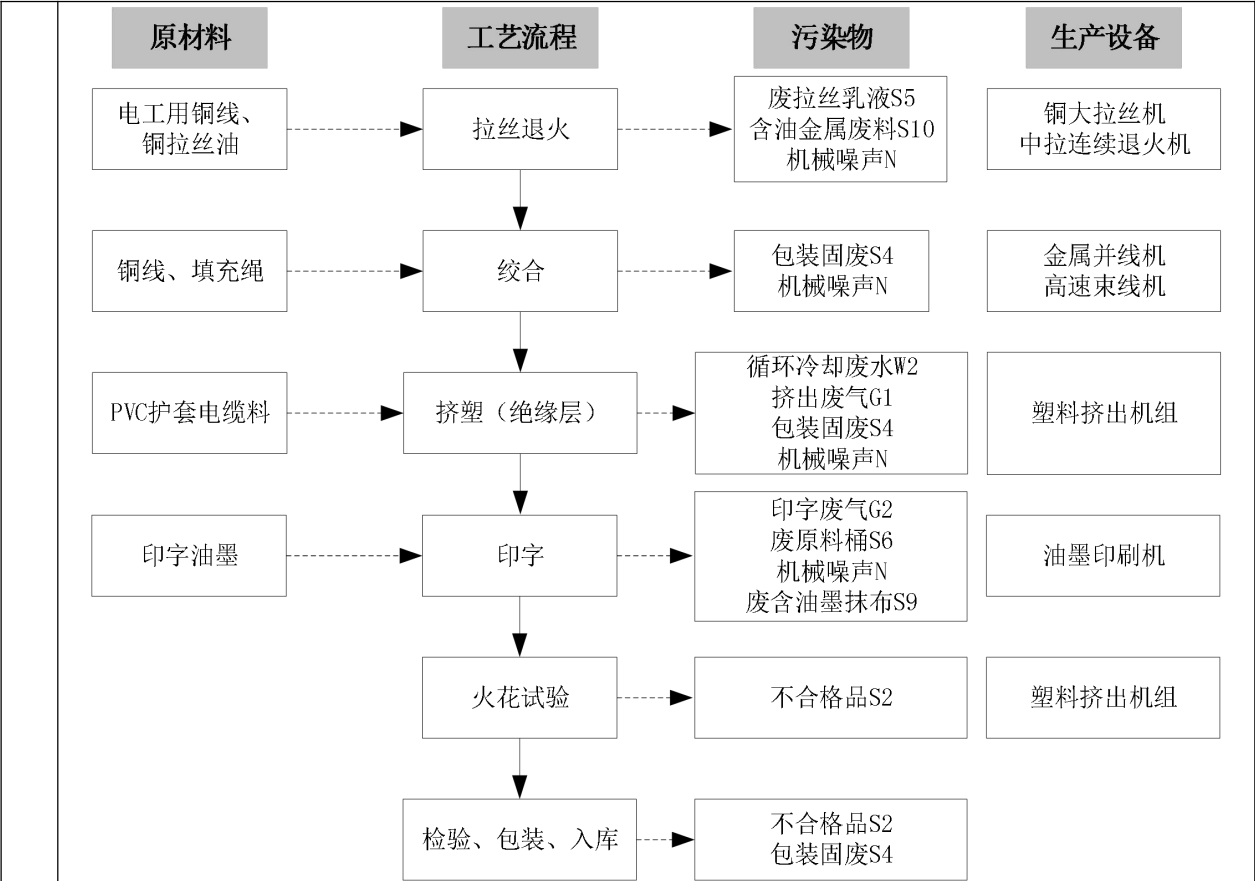 原材料
工艺流程
污染物
生产设备
电工用铜线、
铜拉丝油
拉丝退火
废拉丝乳液S5
含油金属废料S10
机械噪声N
铜大拉丝机
中拉连续退火机
铜线、填充绳
绞合
包装固废S4
机械噪声N
金属并线机
高速束线机
PVC护套电缆料
挤塑（绝缘层）
循环冷却废水W2
挤出废气G1
包装固废S4
机械噪声N
塑料挤出机组
印字油墨
印字
印字废气G2
废原料桶S6
机械噪声N
废含油墨抹布S9
油墨印刷机
火花试验
不合格品S2
塑料挤出机组
检验、包装、入库
不合格品S2
包装固废S4